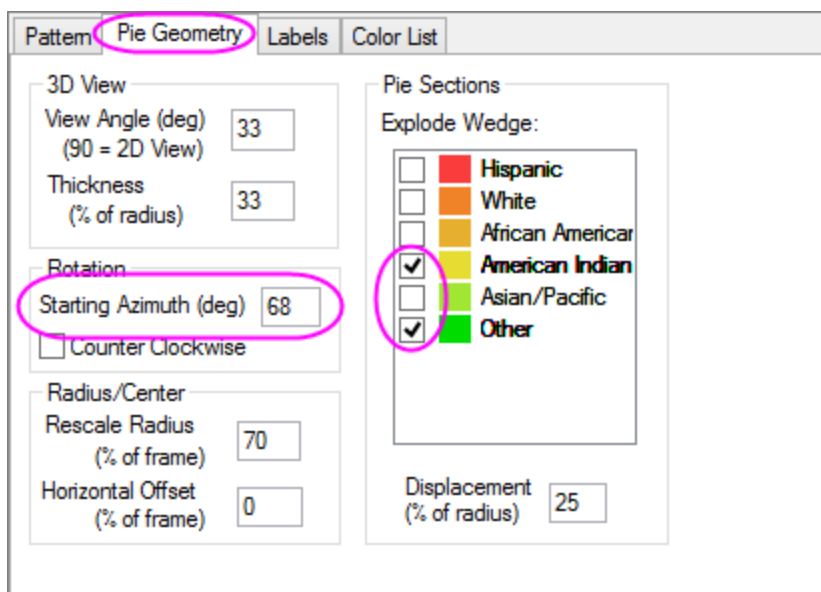 Pattern Pie Geometry Labels Color List
3D View
View Angle (deg) 33
(90 = 2D View)
Thickness 33
(% of radius)
Rotation
Starting Azimuth (deg) 68
Counter Clockwise
Radius/Center
Rescale Radius 70
(% of frame)
Horizontal Offset 0
(% of frame)
Pie Sections
Explode Wedge:
Hispanic
White
African American
American Indian
Asian/Pacific
Other
Displacement 25
(% of radius)